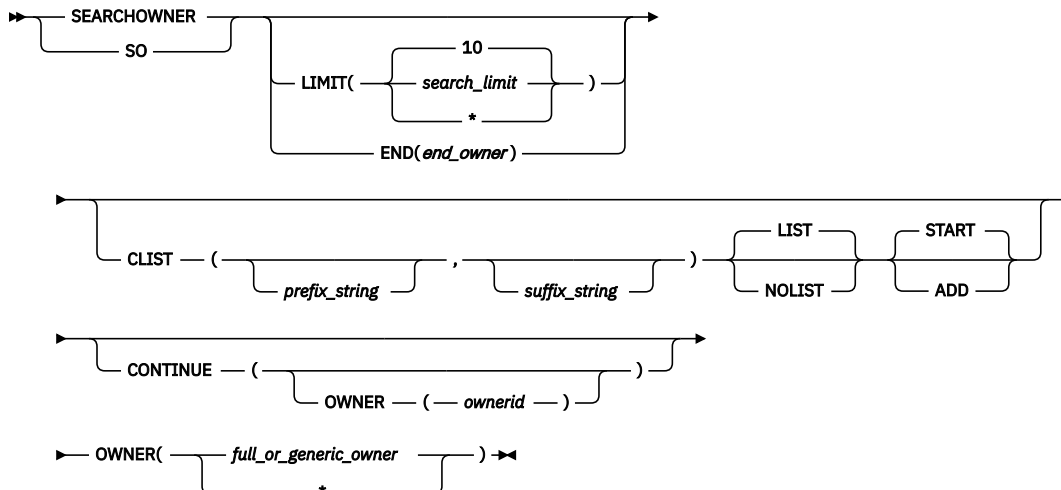 SEARCHOWNER
SO
10
LIMIT( search_limit )
*
END(end_owner)
LIST START
CLIST ( , )
prefix_string suffix_string NOLIST ADD
CONTINUE ( )
OWNER ( ownerid )
OWNER( full_or_generic_owner )
*